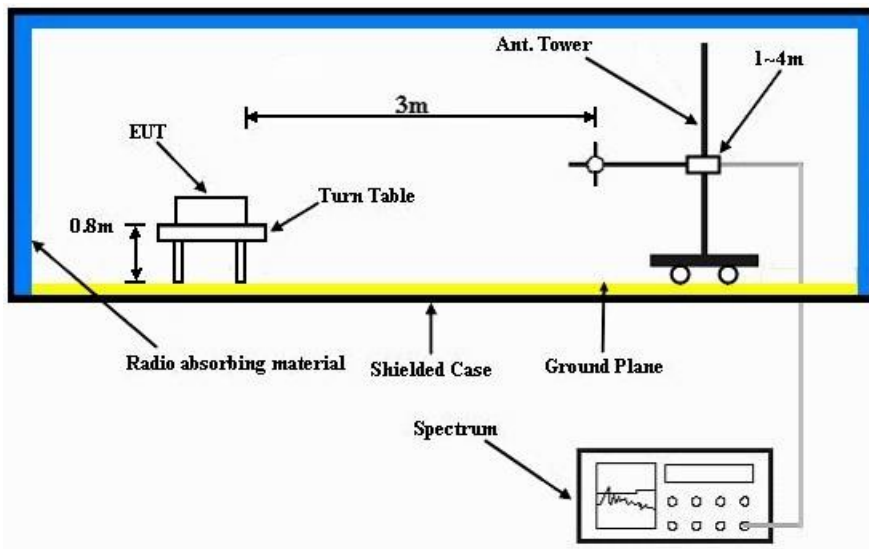 Ant. Tower
1~4m
3m
EUT
Turn Table
0.8m
Radio absorbing material
Shielded Case
Ground Plane
Spectrum